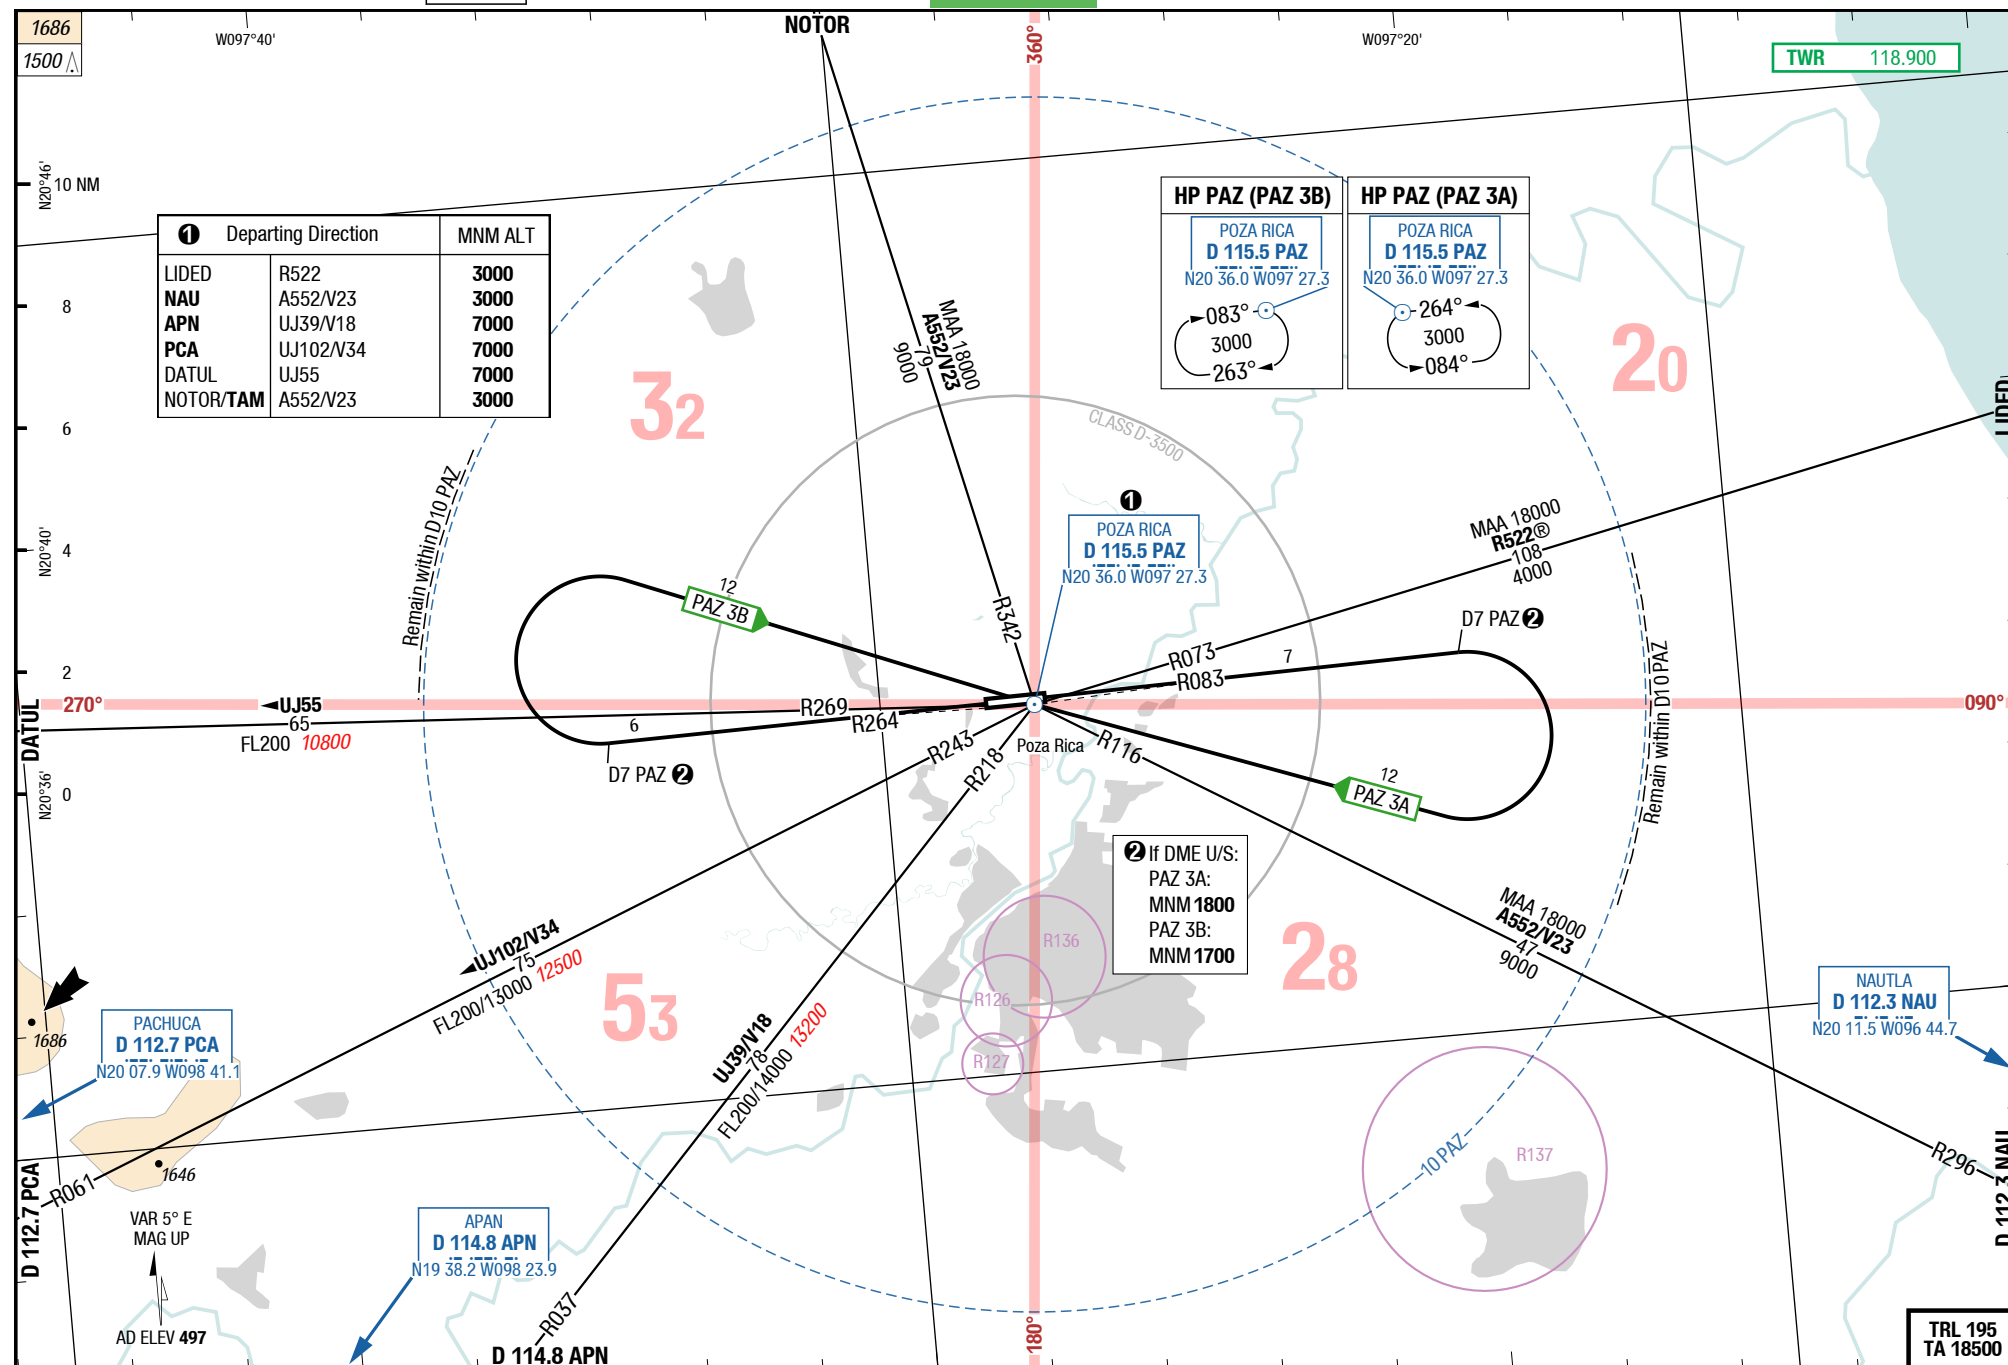 1686
1500
W097°40'
NOTOR
360°
W097°20'
TWR 118.900
N20°46'
10 NM
8
6
N20°40'
4
2
N20°36'
0
❶ Departing Direction MNM ALT
LIDED R522 3000
NAU A552/V23 3000
APN UJ39/V18 7000
PCA UJ102/V34 7000
DATUL UJ55 7000
NOTOR/TAM A552/V23 3000
HP PAZ (PAZ 3B)
POZA RICA
D 115.5 PAZ
N20 36.0 W097 27.3
083°
3000
263°
HP PAZ (PAZ 3A)
POZA RICA
D 115.5 PAZ
N20 36.0 W097 27.3
264°
3000
084°
MAA 18000
A552/V23
79
9000
32
20
CLASS D-3500
LIDED
Remain within D10 PAZ
❶
POZA RICA
D 115.5 PAZ
N20 36.0 W097 27.3
MAA 18000
R522®
108
4000
12
PAZ 3B
R342
D7 PAZ ❷
R073
7
R083
Remain within D10 PAZ
270°
UJ55
65
FL200 10800
DATUL
R269
R264
6
D7 PAZ ❷
R243
R218
Poza Rica
R116
090°
12
PAZ 3A
❷ If DME U/S:
PAZ 3A:
MNM 1800
PAZ 3B:
MNM 1700
UJ102/V34
75
FL200/13000 12500
53
28
R136
R126
R127
R137
MAA 18000
A552/V23
47
9000
NAUTLA
D 112.3 NAU
N20 11.5 W096 44.7
1686
PACHUCA
D 112.7 PCA
N20 07.9 W098 41.1
UJ39/V18
78
FL200/14000 13200
10 PAZ
R296
D 112.3 NAU
1646
R061
D 112.7 PCA
VAR 5° E
MAG UP
AD ELEV 497
APAN
D 114.8 APN
N19 38.2 W098 23.9
R037
D 114.8 APN
180°
TRL 195
TA 18500